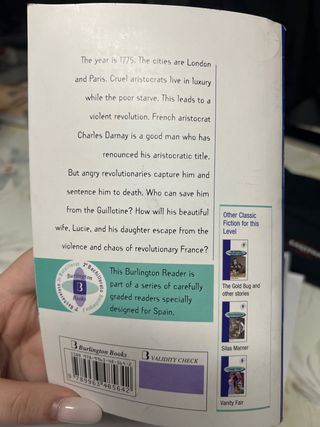 The year is 1775. The cities are London
and Paris. Cruel aristocrats live in luxury
while the poor starve. This leads to a
violent revolution. French aristocrat
Charles Darnay is a good man who has
renounced his aristocratic title.
But angry revolutionaries capture him and
sentence him to death. Who can save him
from the Guillotine? How will his beautiful
wife, Lucie, and his daughter escape from the
violence and chaos of revolutionary France?
Other Classic
Fiction for this
Level
The Gold Bug and
other stories
Silas Marner
Vanity Fair
Burlington
B
Books
This Burlington Reader is
part of a series of carefully
graded readers specially
designed for Spain.
B Burlington Books
B VALIDITY CHECK
9789963485642